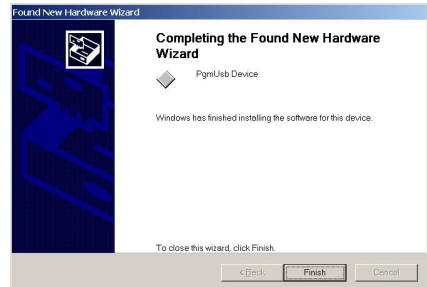 Found New Hardware Wizard
Completing the Found New Hardware
Wizard
PgmUsb Device
Windows has finished installing the software for this device.
To close this wizard, click Finish.
< Back
Finish
Cancel